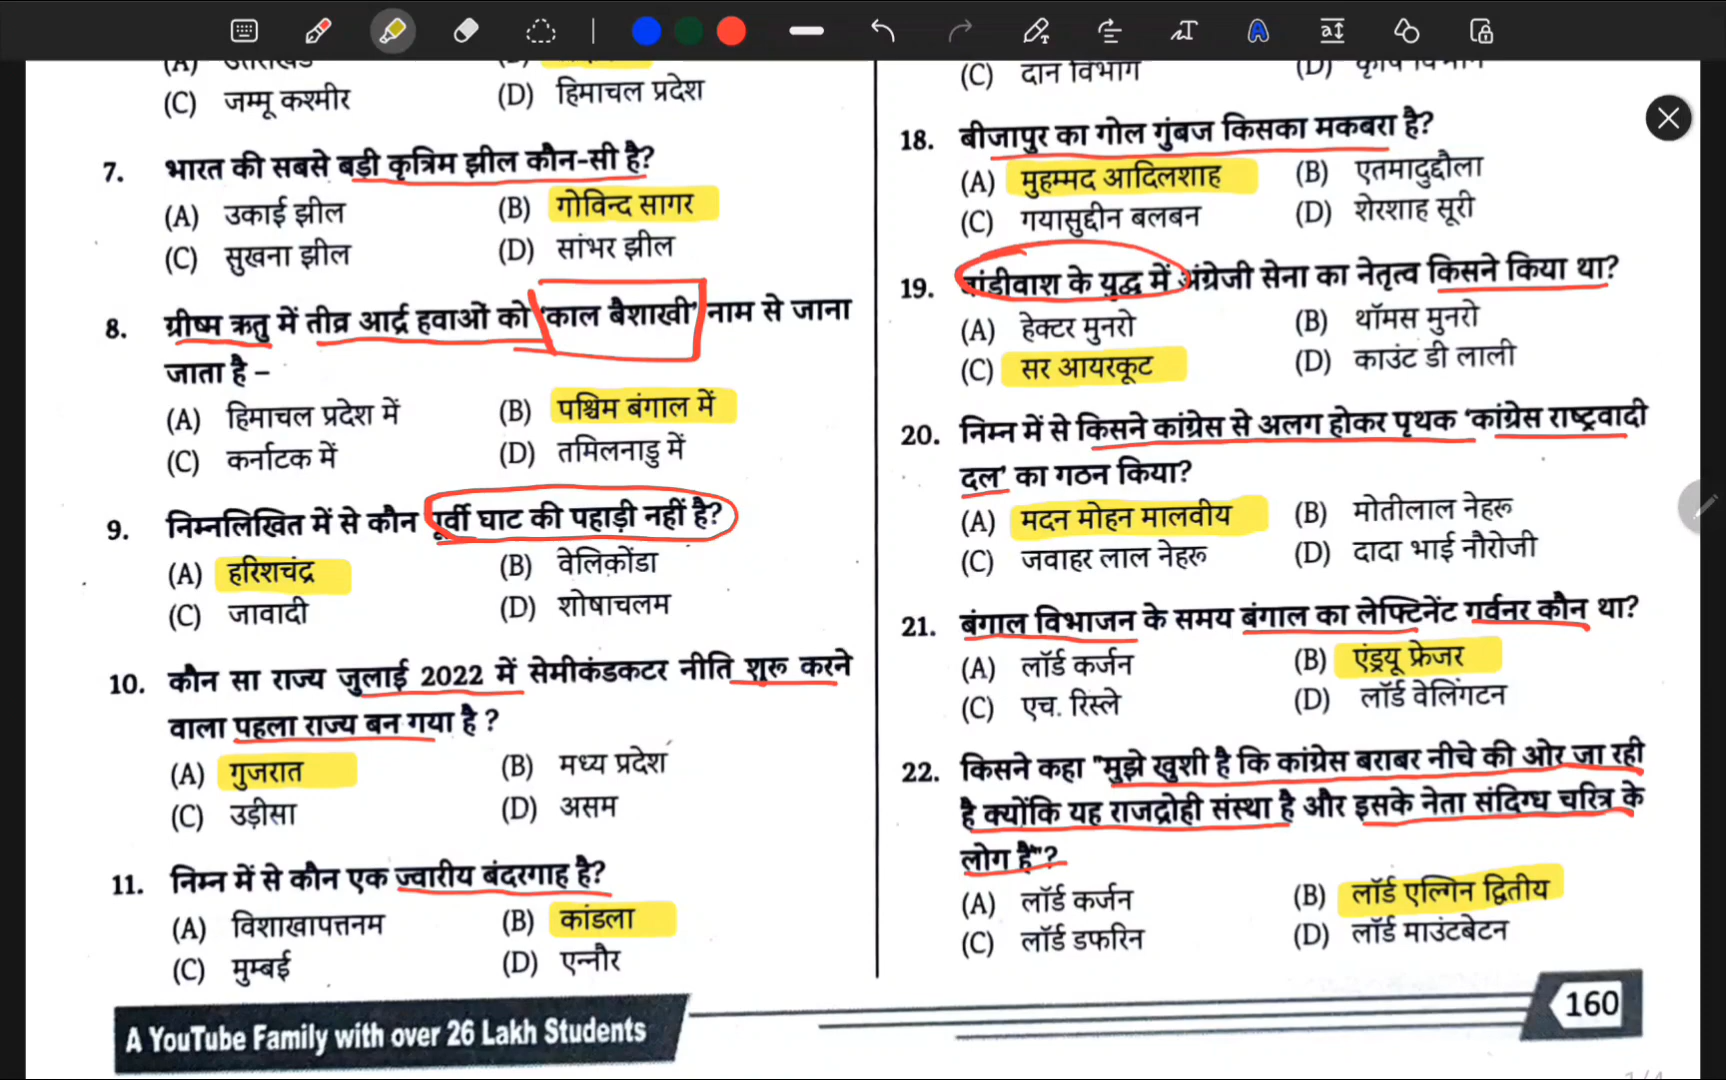 (A) उत्तराखंड
(C) जम्मू कश्मीर (D) हिमाचल प्रदेश
7. भारत की सबसे बड़ी कृत्रिम झील कौन-सी है?
(A) उकाई झील (B) गोविन्द सागर
(C) सुखना झील (D) सांभर झील
8. ग्रीष्म ऋतु में तीव्र आर्द्र हवाओं को 'काल बैशाखी' नाम से जाना
जाता है –
(A) हिमाचल प्रदेश में (B) पश्चिम बंगाल में
(C) कर्नाटक में (D) तमिलनाडु में
9. निम्नलिखित में से कौन पूर्वी घाट की पहाड़ी नहीं है?
(A) हरिशचंद्र (B) वेलिकोंडा
(C) जावादी (D) शोषाचलम
10. कौन सा राज्य जुलाई 2022 में सेमीकंडकटर नीति शुरू करने
वाला पहला राज्य बन गया है ?
(A) गुजरात (B) मध्य प्रदेश
(C) उड़ीसा (D) असम
11. निम्न में से कौन एक ज्वारीय बंदरगाह है?
(A) विशाखापत्तनम (B) कांडला
(C) मुम्बई (D) एन्नौर
(C) दान विभाग (D) कृषि विभाग
18. बीजापुर का गोल गुंबज किसका मकबरा है?
(A) मुहम्मद आदिलशाह (B) एतमादुद्दौला
(C) गयासुद्दीन बलबन (D) शेरशाह सूरी
19. वांडीवाश के युद्ध में अंग्रेजी सेना का नेतृत्व किसने किया था?
(A) हेक्टर मुनरो (B) थॉमस मुनरो
(C) सर आयरकूट (D) काउंट डी लाली
20. निम्न में से किसने कांग्रेस से अलग होकर पृथक 'कांग्रेस राष्ट्रवादी
दल' का गठन किया?
(A) मदन मोहन मालवीय (B) मोतीलाल नेहरू
(C) जवाहर लाल नेहरू (D) दादा भाई नौरोजी
21. बंगाल विभाजन के समय बंगाल का लेफ्टिनेंट गर्वनर कौन था?
(A) लॉर्ड कर्जन (B) एंड्रयू फ्रेजर
(C) एच. रिस्ले (D) लॉर्ड वेलिंगटन
22. किसने कहा "मुझे खुशी है कि कांग्रेस बराबर नीचे की ओर जा रही
है क्योंकि यह राजद्रोही संस्था है और इसके नेता संदिग्ध चरित्र के
लोग है"?
(A) लॉर्ड कर्जन (B) लॉर्ड एल्गिन द्वितीय
(C) लॉर्ड डफरिन (D) लॉर्ड माउंटबेटन
A YouTube Family with over 26 Lakh Students
160